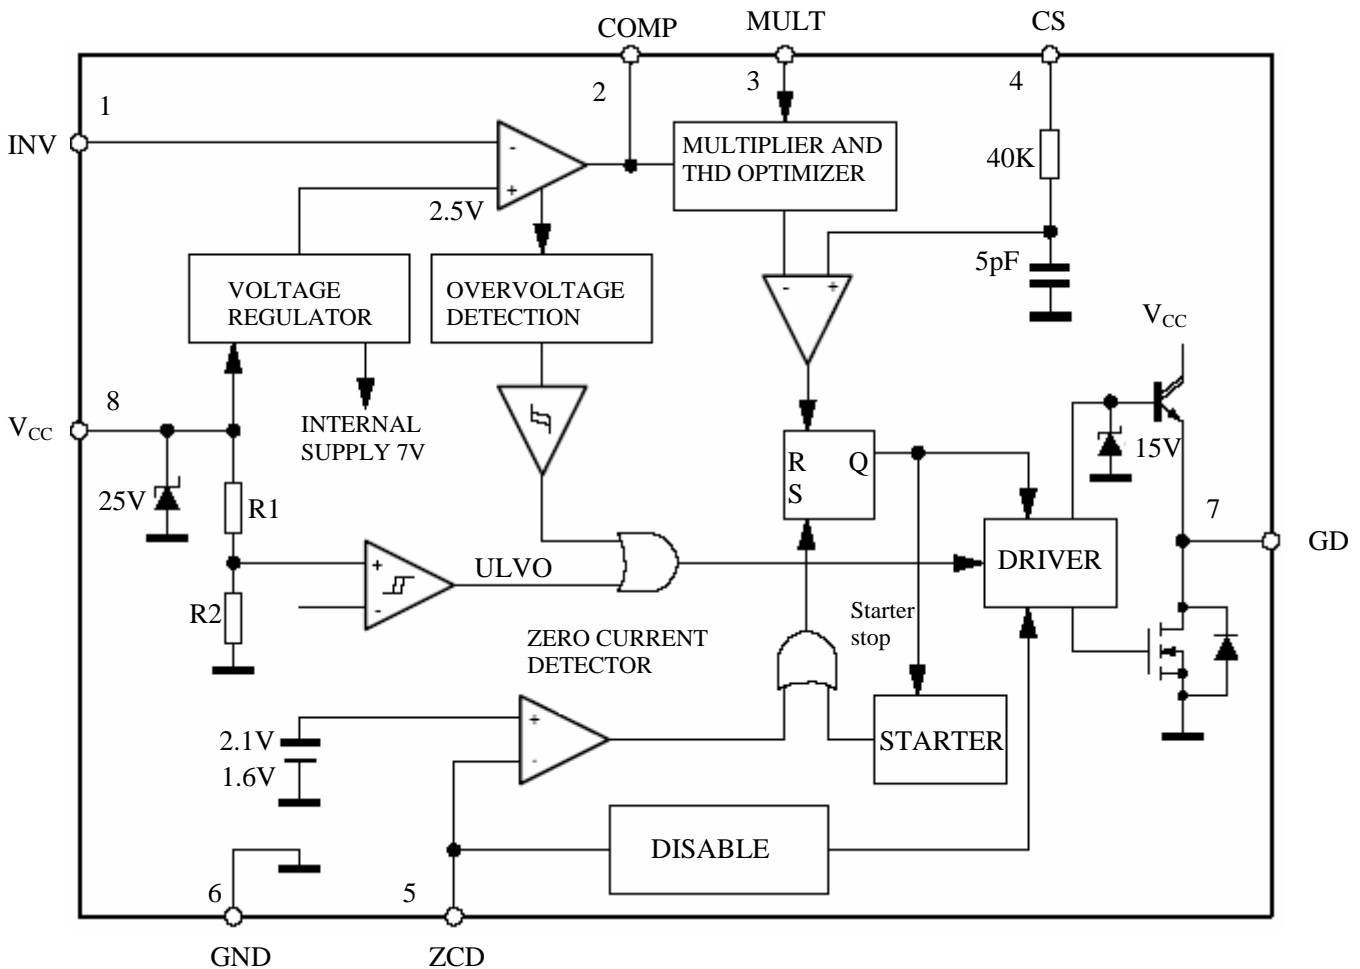 COMP
MULT
CS
1
2
3
4
INV
-
+
2.5V
MULTIPLIER AND
THD OPTIMIZER
40K
5pF
VOLTAGE
REGULATOR
OVERVOLTAGE
DETECTION
-
+
VCC
8
VCC
INTERNAL
SUPPLY 7V
25V
R1
R
Q
S
15V
7
GD
DRIVER
+
-
ULVO
R2
ZERO CURRENT
DETECTOR
Starter
stop
2.1V
1.6V
+
-
STARTER
DISABLE
6
5
GND
ZCD